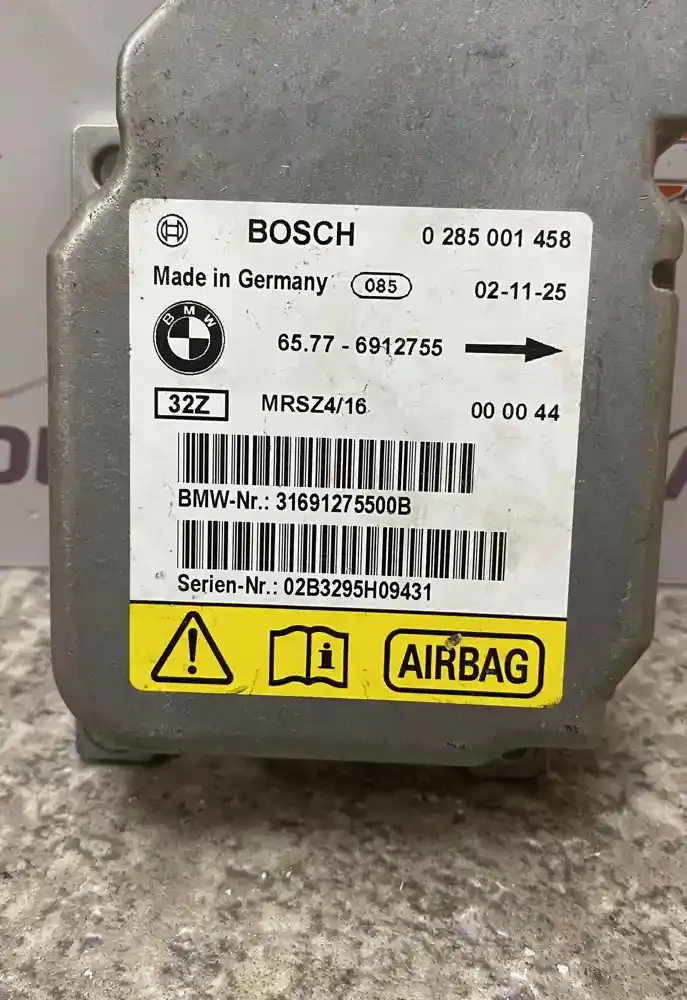 BOSCH 0 285 001 458
Made in Germany 085 02-11-25
BMW
65.77 - 6912755
32Z MRSZ4/16 00 00 44
BMW-Nr.: 31691275500B
Serien-Nr.: 02B3295H09431
i AIRBAG